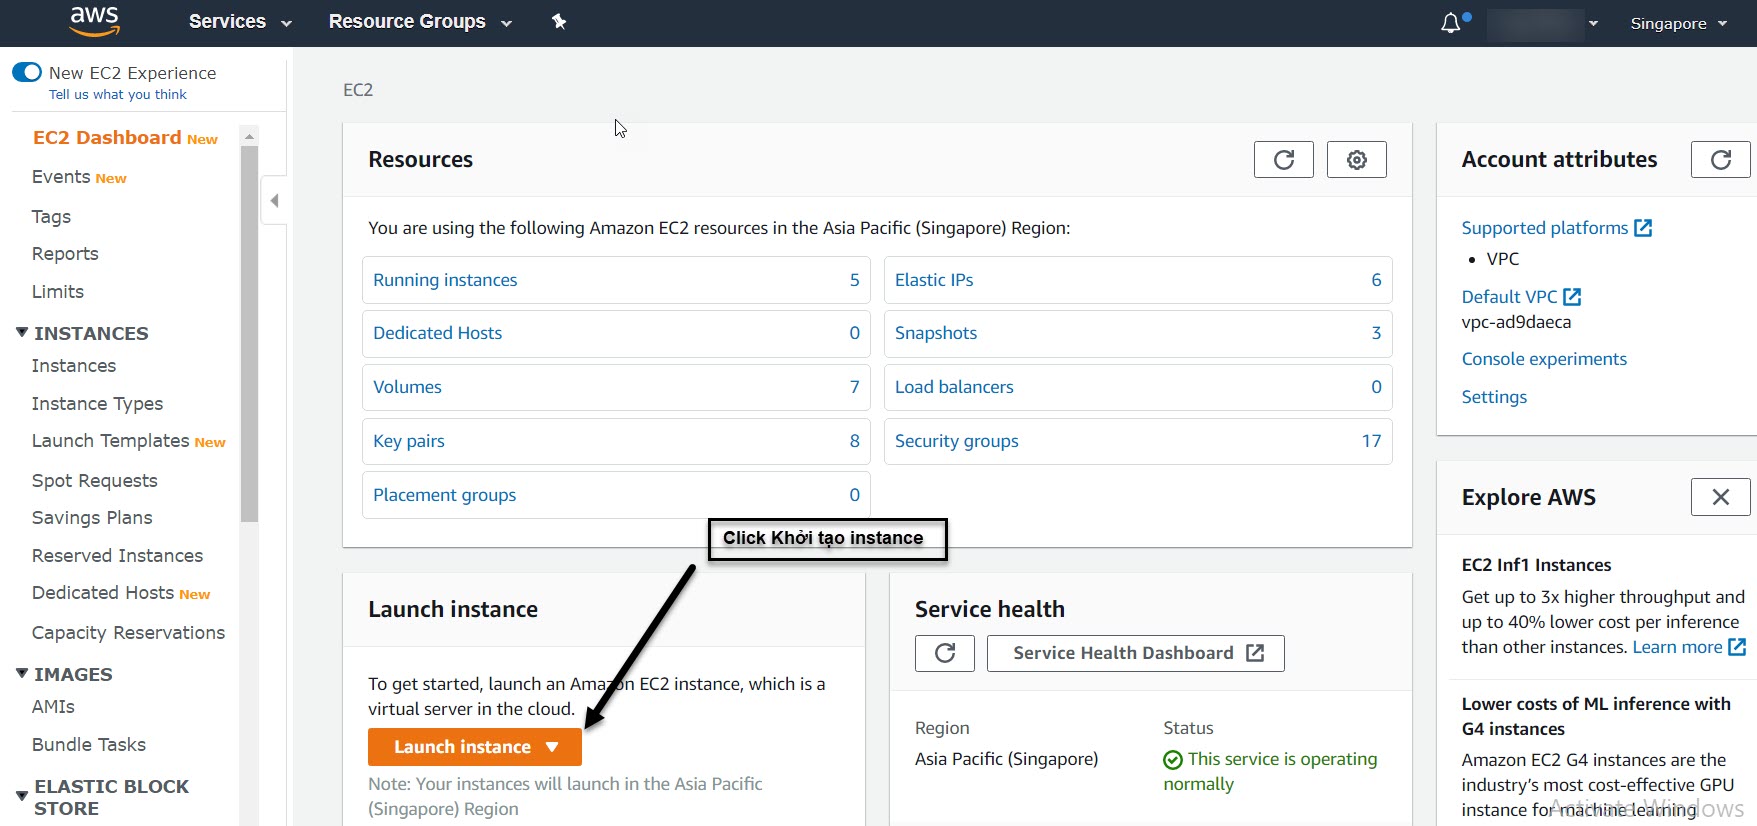 aws
Services
Resource Groups
Singapore
New EC2 Experience
Tell us what you think
EC2 Dashboard New
Events New
Tags
Reports
Limits
INSTANCES
Instances
Instance Types
Launch Templates New
Spot Requests
Savings Plans
Reserved Instances
Dedicated Hosts New
Capacity Reservations
IMAGES
AMIs
Bundle Tasks
ELASTIC BLOCK
STORE
EC2
Resources
You are using the following Amazon EC2 resources in the Asia Pacific (Singapore) Region:
Running instances 5
Elastic IPs 6
Dedicated Hosts 0
Snapshots 3
Volumes 7
Load balancers 0
Key pairs 8
Security groups 17
Placement groups 0
Click Khởi tạo instance
Launch instance
To get started, launch an Amazon EC2 instance, which is a
virtual server in the cloud.
Launch instance
Note: Your instances will launch in the Asia Pacific
(Singapore) Region
Service health
Service Health Dashboard
Region
Asia Pacific (Singapore)
Status
This service is operating
normally
Account attributes
Supported platforms
• VPC
Default VPC
vpc-ad9daeca
Console experiments
Settings
Explore AWS
EC2 Inf1 Instances
Get up to 3x higher throughput and
up to 40% lower cost per inference
than other instances. Learn more
Lower costs of ML inference with
G4 instances
Amazon EC2 G4 instances are the
industry's most cost-effective GPU
instance for machine learning
Activate Windows